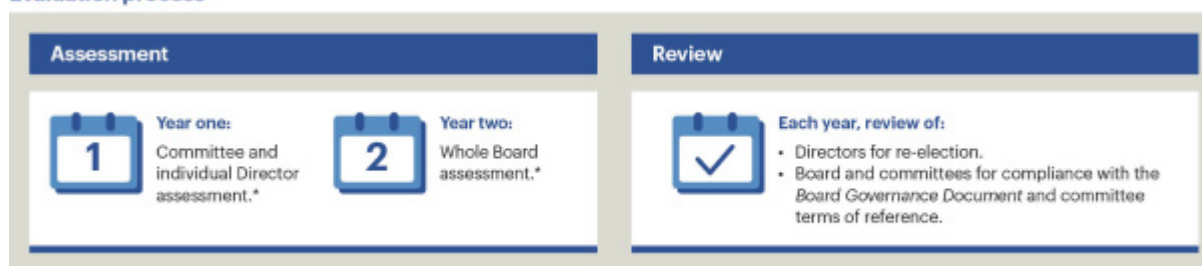 Assessment
Review
1
Year one:
Committee and
individual Director
assessment.*
2
Year two:
Whole Board
assessment.*
Each year, review of:
• Directors for re-election.
• Board and committees for compliance with the
Board Governance Document and committee
terms of reference.